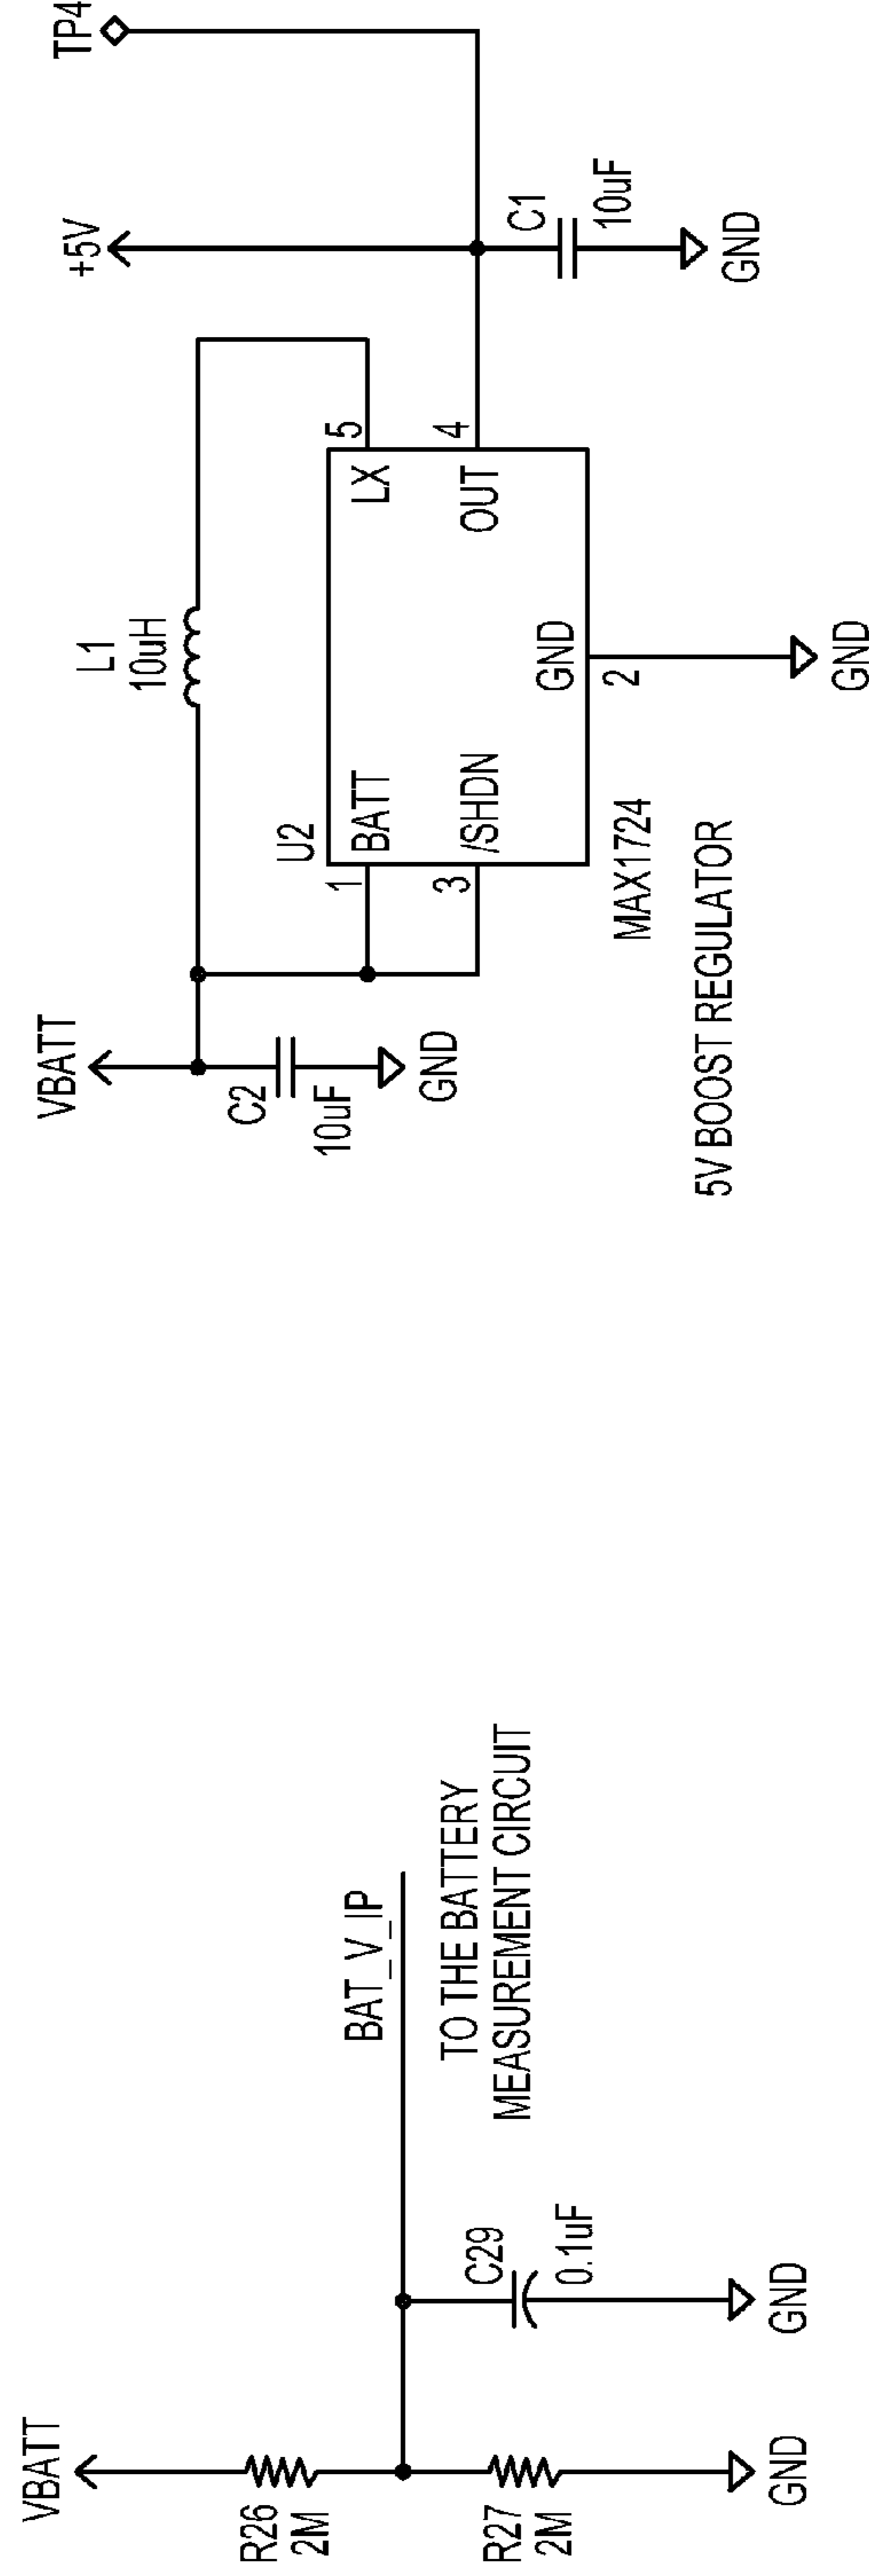 VBATT
R26
2M
R27
2M
GND
C29
0.1uF
GND
BAT_V_IP
TO THE BATTERY
MEASUREMENT CIRCUIT
VBATT
C2
10uF
GND
L1
10uH
U2
1
BATT
LX
5
3
/SHDN
OUT
4
GND
2
GND
MAX1724
5V BOOST REGULATOR
+5V
TP4
C1
10uF
GND